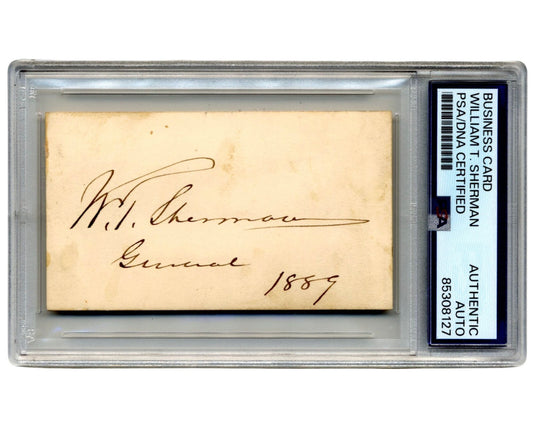 W. T. Sherman
General
1889
BUSINESS CARD
WILLIAM T. SHERMAN
PSA/DNA CERTIFIED
AUTHENTIC
AUTO
85308127